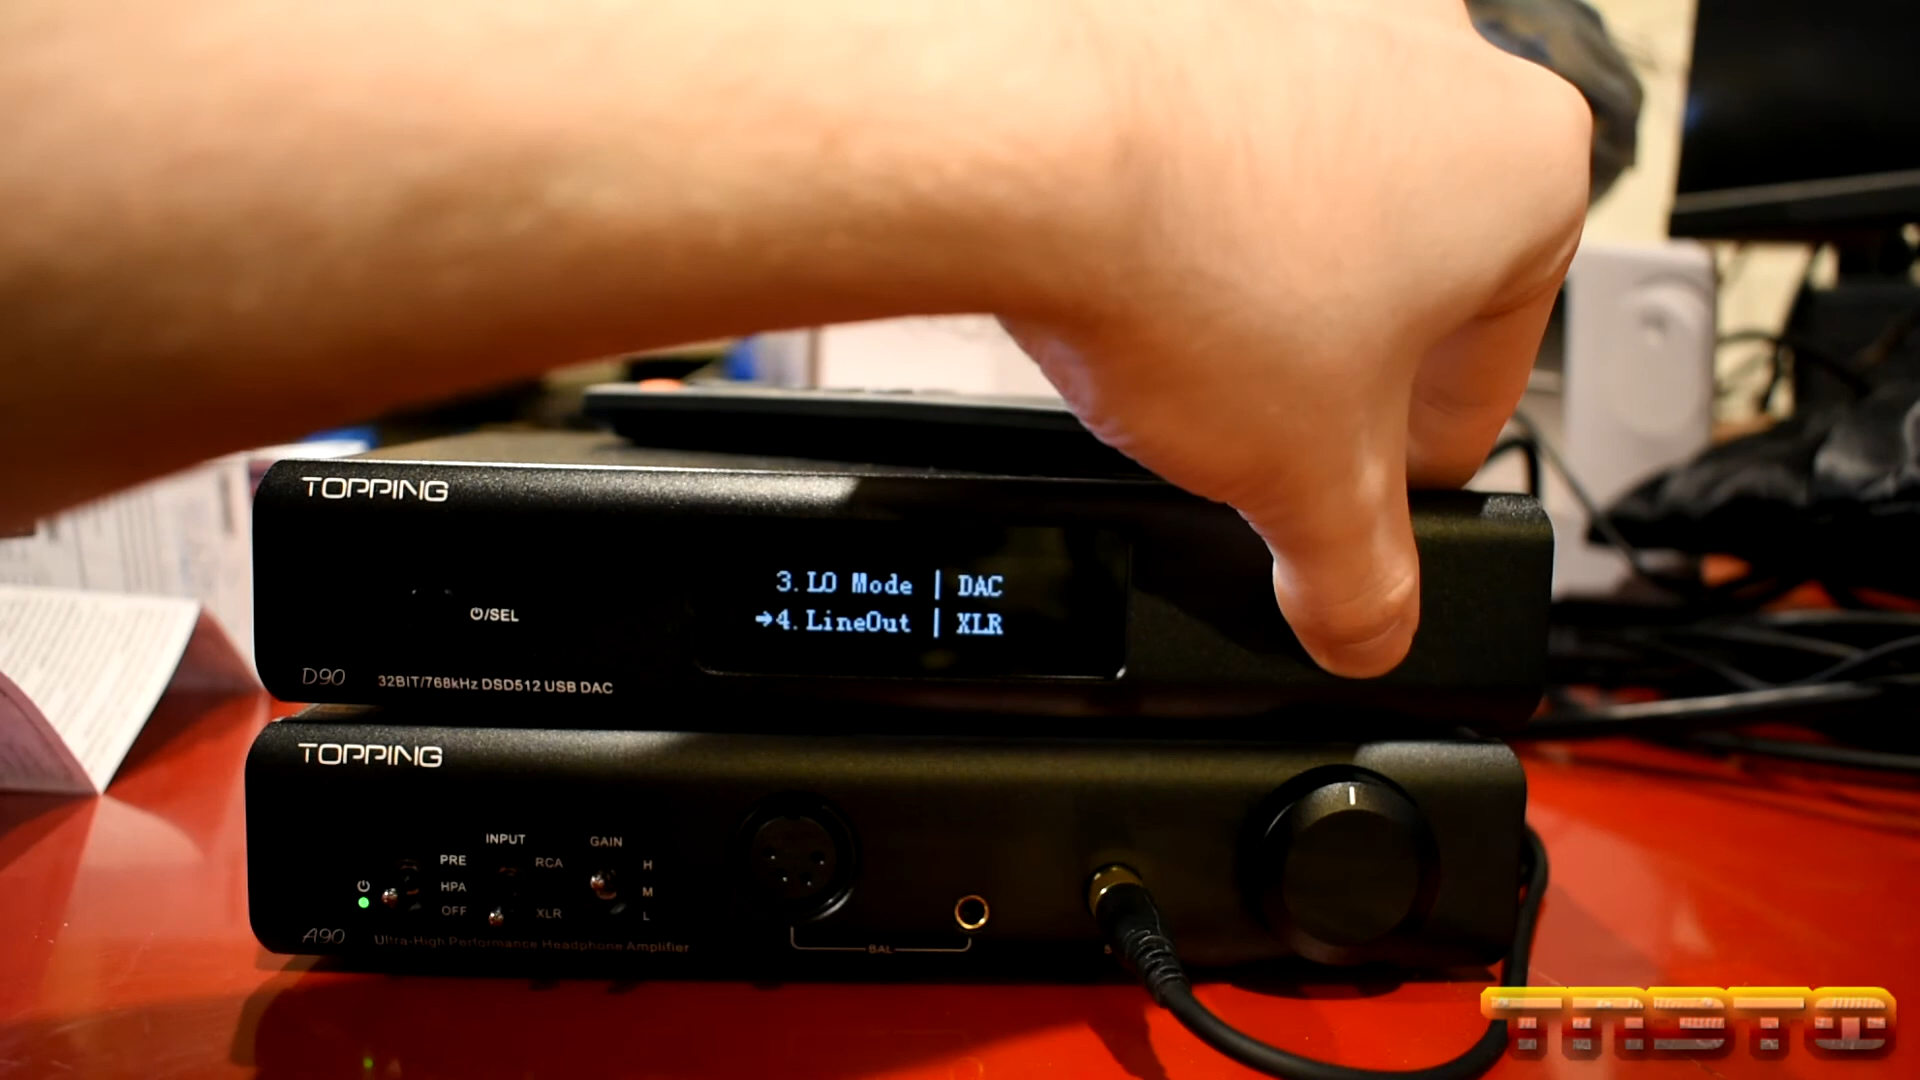 TOPPING
3.LO Mode | DAC
→4.LineOut | XLR
⏻/SEL
D90 32BIT/768kHz DSD512 USB DAC
TOPPING
INPUT
GAIN
PRE RCA H
HPA M
OFF XLR L
A90 Ultra-High Performance Headphone Amplifier
BAL